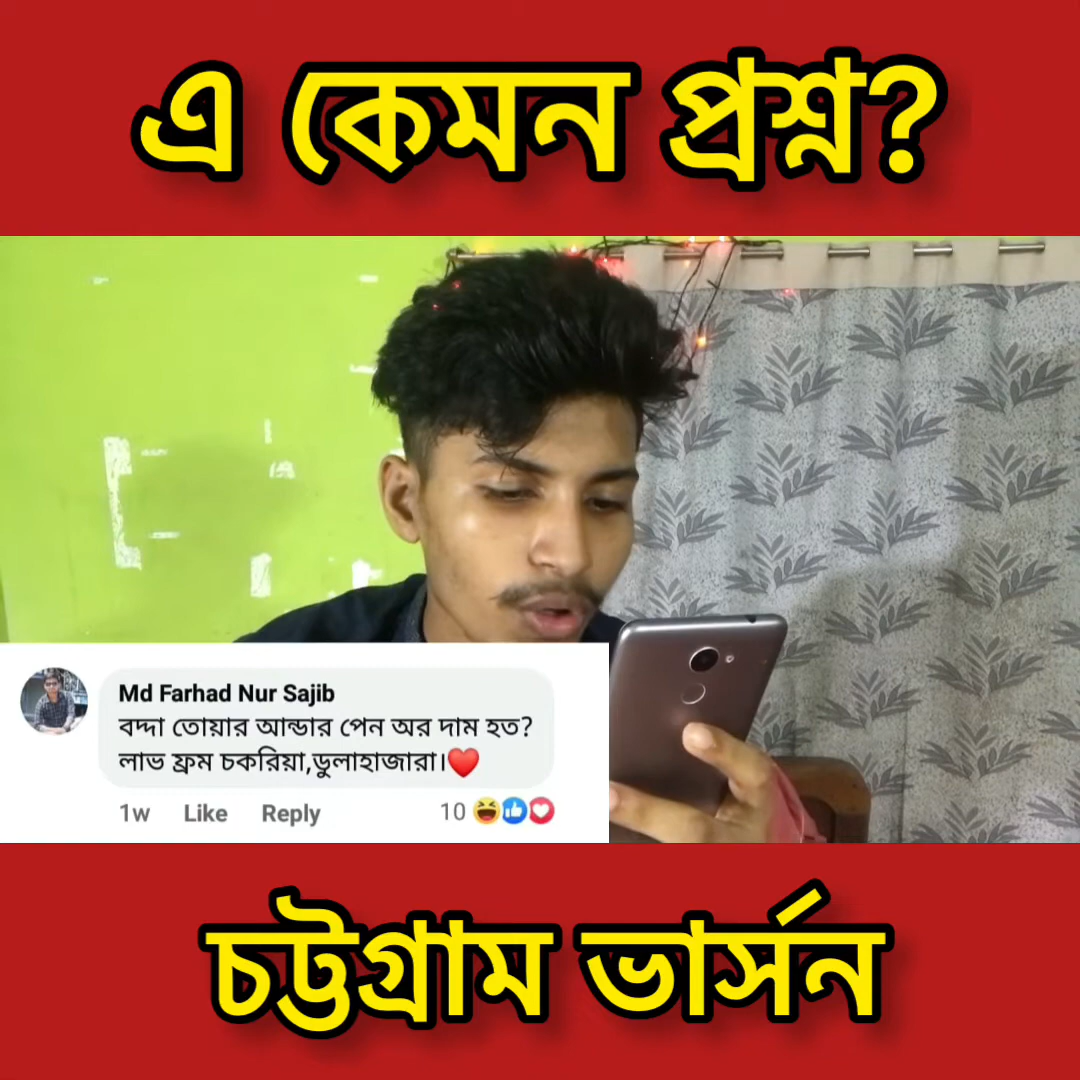 এ কেমন প্রশ্ন?
Md Farhad Nur Sajib
বদ্দা তোয়ার আন্ডার পেন অর দাম হত?
লাভ ফ্রম চকরিয়া,ডুলাহাজারা।❤️
1w Like Reply 10
চট্টগ্রাম ভার্সন